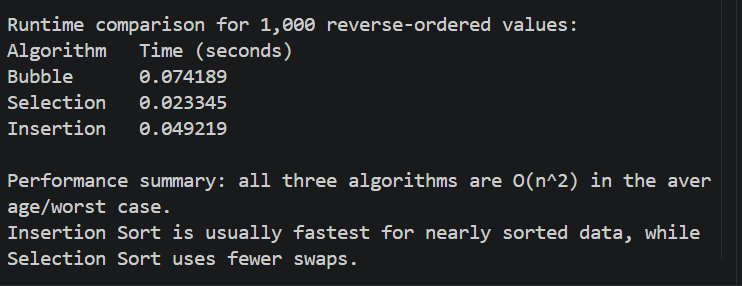 Runtime comparison for 1,000 reverse-ordered values:
Algorithm   Time (seconds)
Bubble      0.074189
Selection   0.023345
Insertion   0.049219

Performance summary: all three algorithms are O(n^2) in the aver
age/worst case.
Insertion Sort is usually fastest for nearly sorted data, while
Selection Sort uses fewer swaps.